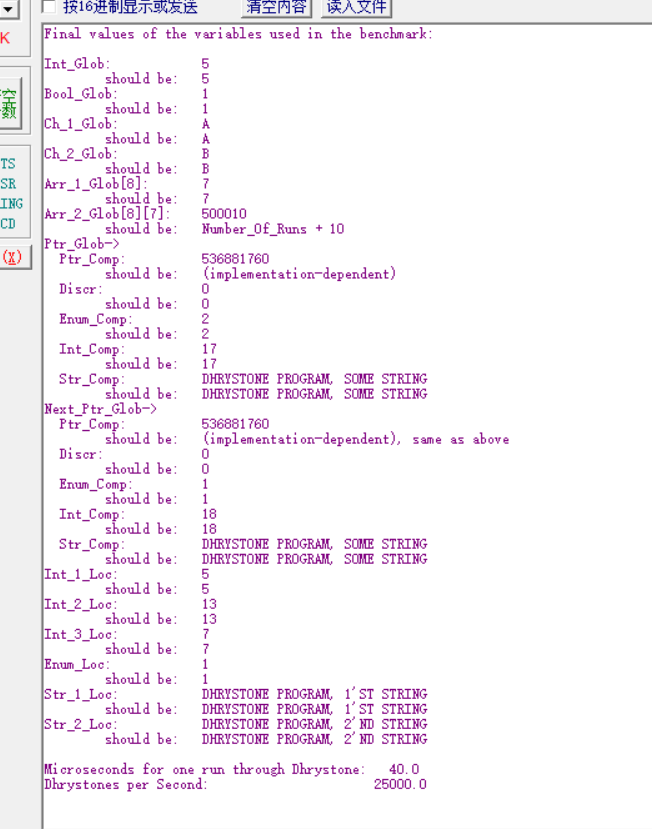 按16进制显示或发送 清空内容 读入文件
K
Final values of the variables used in the benchmark:
空
数
Int_Glob: 5
should be: 5
Bool_Glob: 1
should be: 1
Ch_1_Glob: A
should be: A
Ch_2_Glob: B
should be: B
Arr_1_Glob[8]: 7
should be: 7
Arr_2_Glob[8][7]: 500010
should be: Number_Of_Runs + 10
TS
SR
ING
CD
(X)
Ptr_Glob->
Ptr_Comp: 536881760
should be: (implementation-dependent)
Discr: 0
should be: 0
Enum_Comp: 2
should be: 2
Int_Comp: 17
should be: 17
Str_Comp: DHRYSTONE PROGRAM, SOME STRING
should be: DHRYSTONE PROGRAM, SOME STRING
Next_Ptr_Glob->
Ptr_Comp: 536881760
should be: (implementation-dependent), same as above
Discr: 0
should be: 0
Enum_Comp: 1
should be: 1
Int_Comp: 18
should be: 18
Str_Comp: DHRYSTONE PROGRAM, SOME STRING
should be: DHRYSTONE PROGRAM, SOME STRING
Int_1_Loc: 5
should be: 5
Int_2_Loc: 13
should be: 13
Int_3_Loc: 7
should be: 7
Enum_Loc: 1
should be: 1
Str_1_Loc: DHRYSTONE PROGRAM, 1'ST STRING
should be: DHRYSTONE PROGRAM, 1'ST STRING
Str_2_Loc: DHRYSTONE PROGRAM, 2'ND STRING
should be: DHRYSTONE PROGRAM, 2'ND STRING
Microseconds for one run through Dhrystone: 40.0
Dhrystones per Second: 25000.0